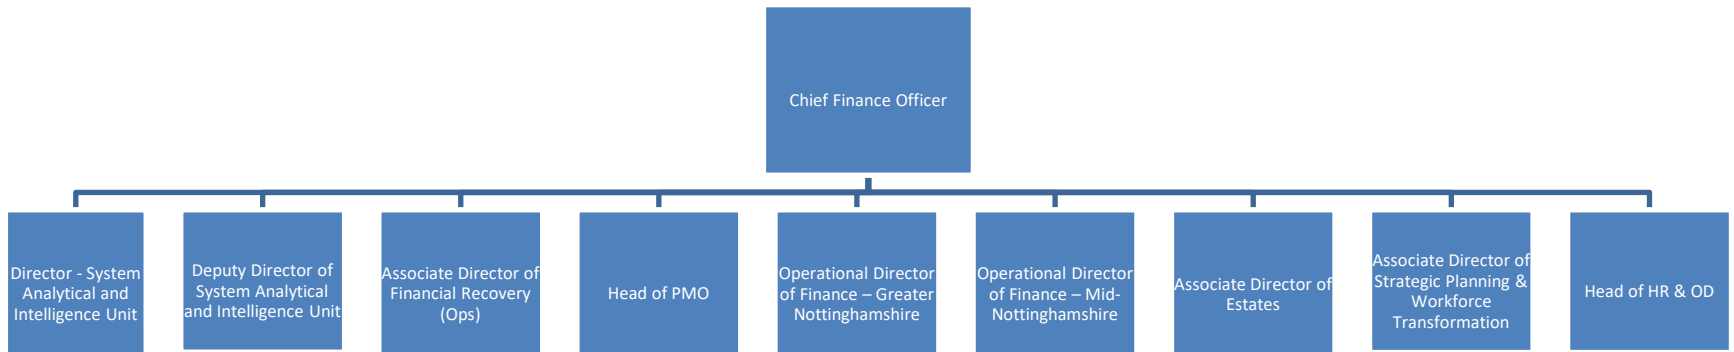 Chief Finance Officer
Director - System
Analytical and
Intelligence Unit
Deputy Director of
System Analytical
and Intelligence Unit
Associate Director of
Financial Recovery
(Ops)
Head of PMO
Operational Director
of Finance – Greater
Nottinghamshire
Operational Director
of Finance – Mid-
Nottinghamshire
Associate Director of
Estates
Associate Director of
Strategic Planning &
Workforce
Transformation
Head of HR & OD